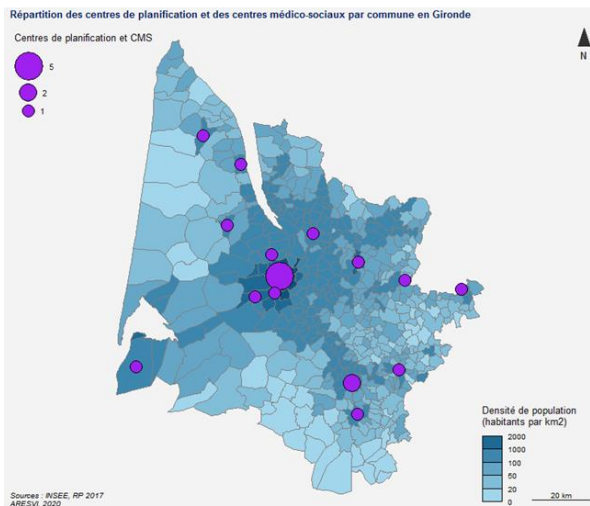 Répartition des centres de planification et des centres médico-sociaux par commune en Gironde
Centres de planification et CMS
5
2
1
N
Densité de population
(habitants par km2)
2000
1000
100
50
20
0
20 km
Sources : INSEE, RP 2017
ARESVI, 2020